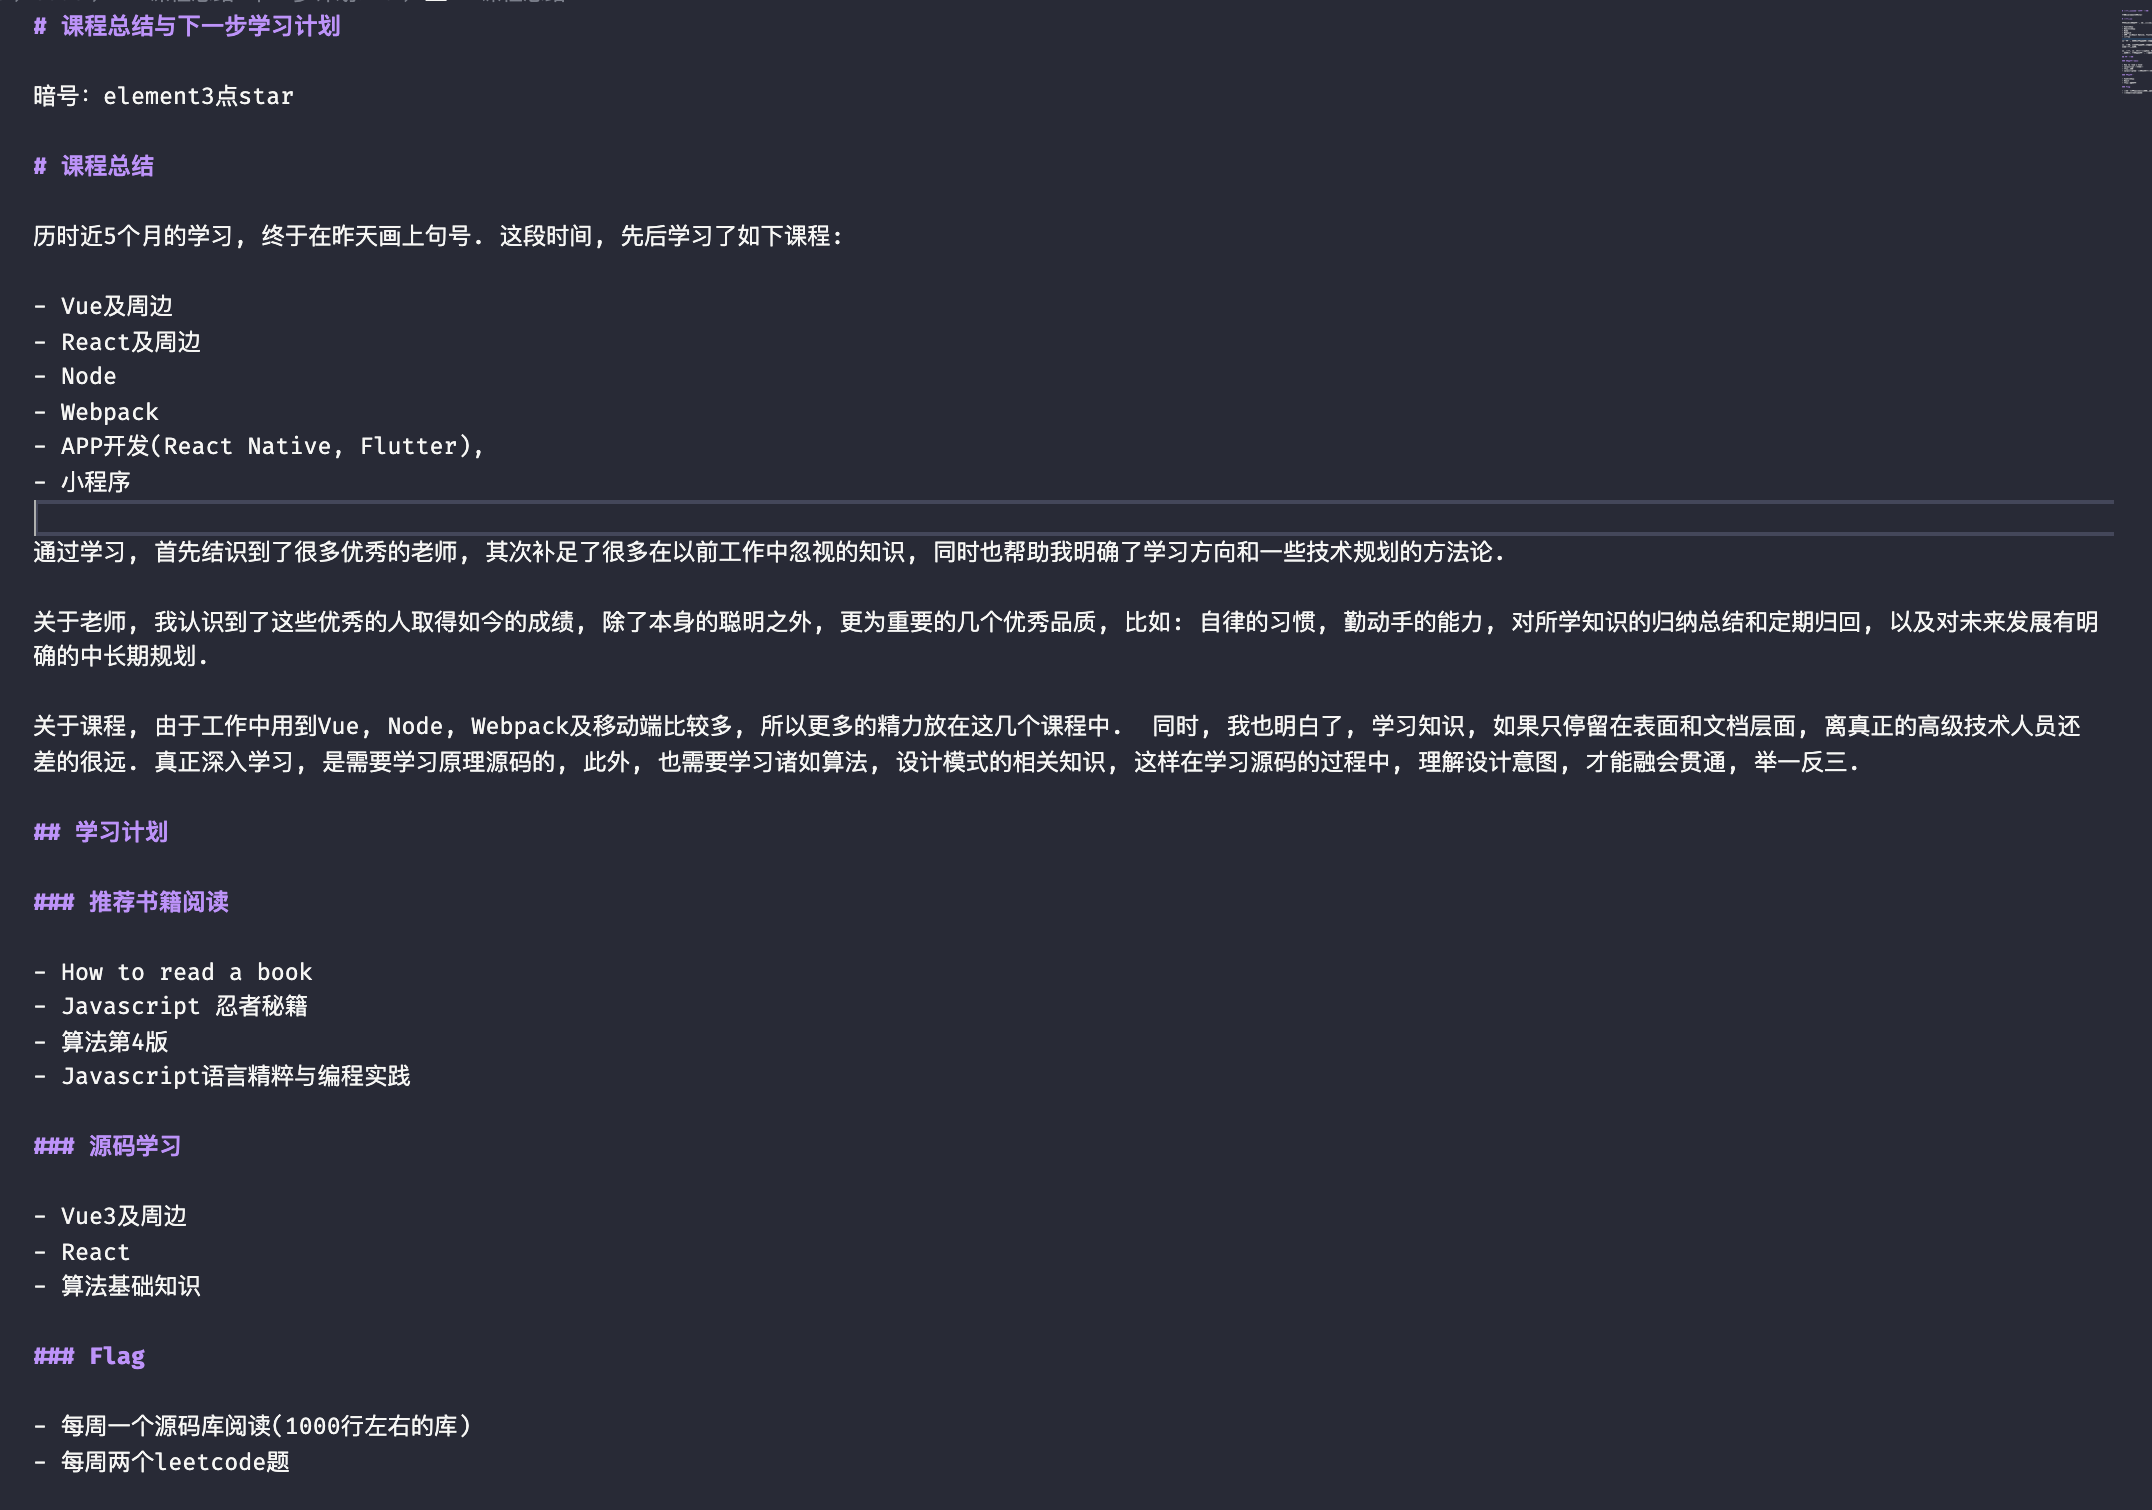 # 课程总结与下一步学习计划
暗号: element3点star
# 课程总结
历时近5个月的学习, 终于在昨天画上句号. 这段时间, 先后学习了如下课程:
- Vue及周边
- React及周边
- Node
- Webpack
- APP开发(React Native, Flutter),
- 小程序
通过学习, 首先结识到了很多优秀的老师, 其次补足了很多在以前工作中忽视的知识, 同时也帮助我明确了学习方向和一些技术规划的方法论.
关于老师, 我认识到了这些优秀的人取得如今的成绩, 除了本身的聪明之外, 更为重要的几个优秀品质, 比如: 自律的习惯, 勤动手的能力, 对所学知识的归纳总结和定期归回, 以及对未来发展有明
确的中长期规划.
关于课程, 由于工作中用到Vue, Node, Webpack及移动端比较多, 所以更多的精力放在这几个课程中.  同时, 我也明白了, 学习知识, 如果只停留在表面和文档层面, 离真正的高级技术人员还
差的很远. 真正深入学习, 是需要学习原理源码的, 此外, 也需要学习诸如算法, 设计模式的相关知识, 这样在学习源码的过程中, 理解设计意图, 才能融会贯通, 举一反三.
## 学习计划
### 推荐书籍阅读
- How to read a book
- Javascript 忍者秘籍
- 算法第4版
- Javascript语言精粹与编程实践
### 源码学习
- Vue3及周边
- React
- 算法基础知识
### Flag
- 每周一个源码库阅读(1000行左右的库)
- 每周两个leetcode题